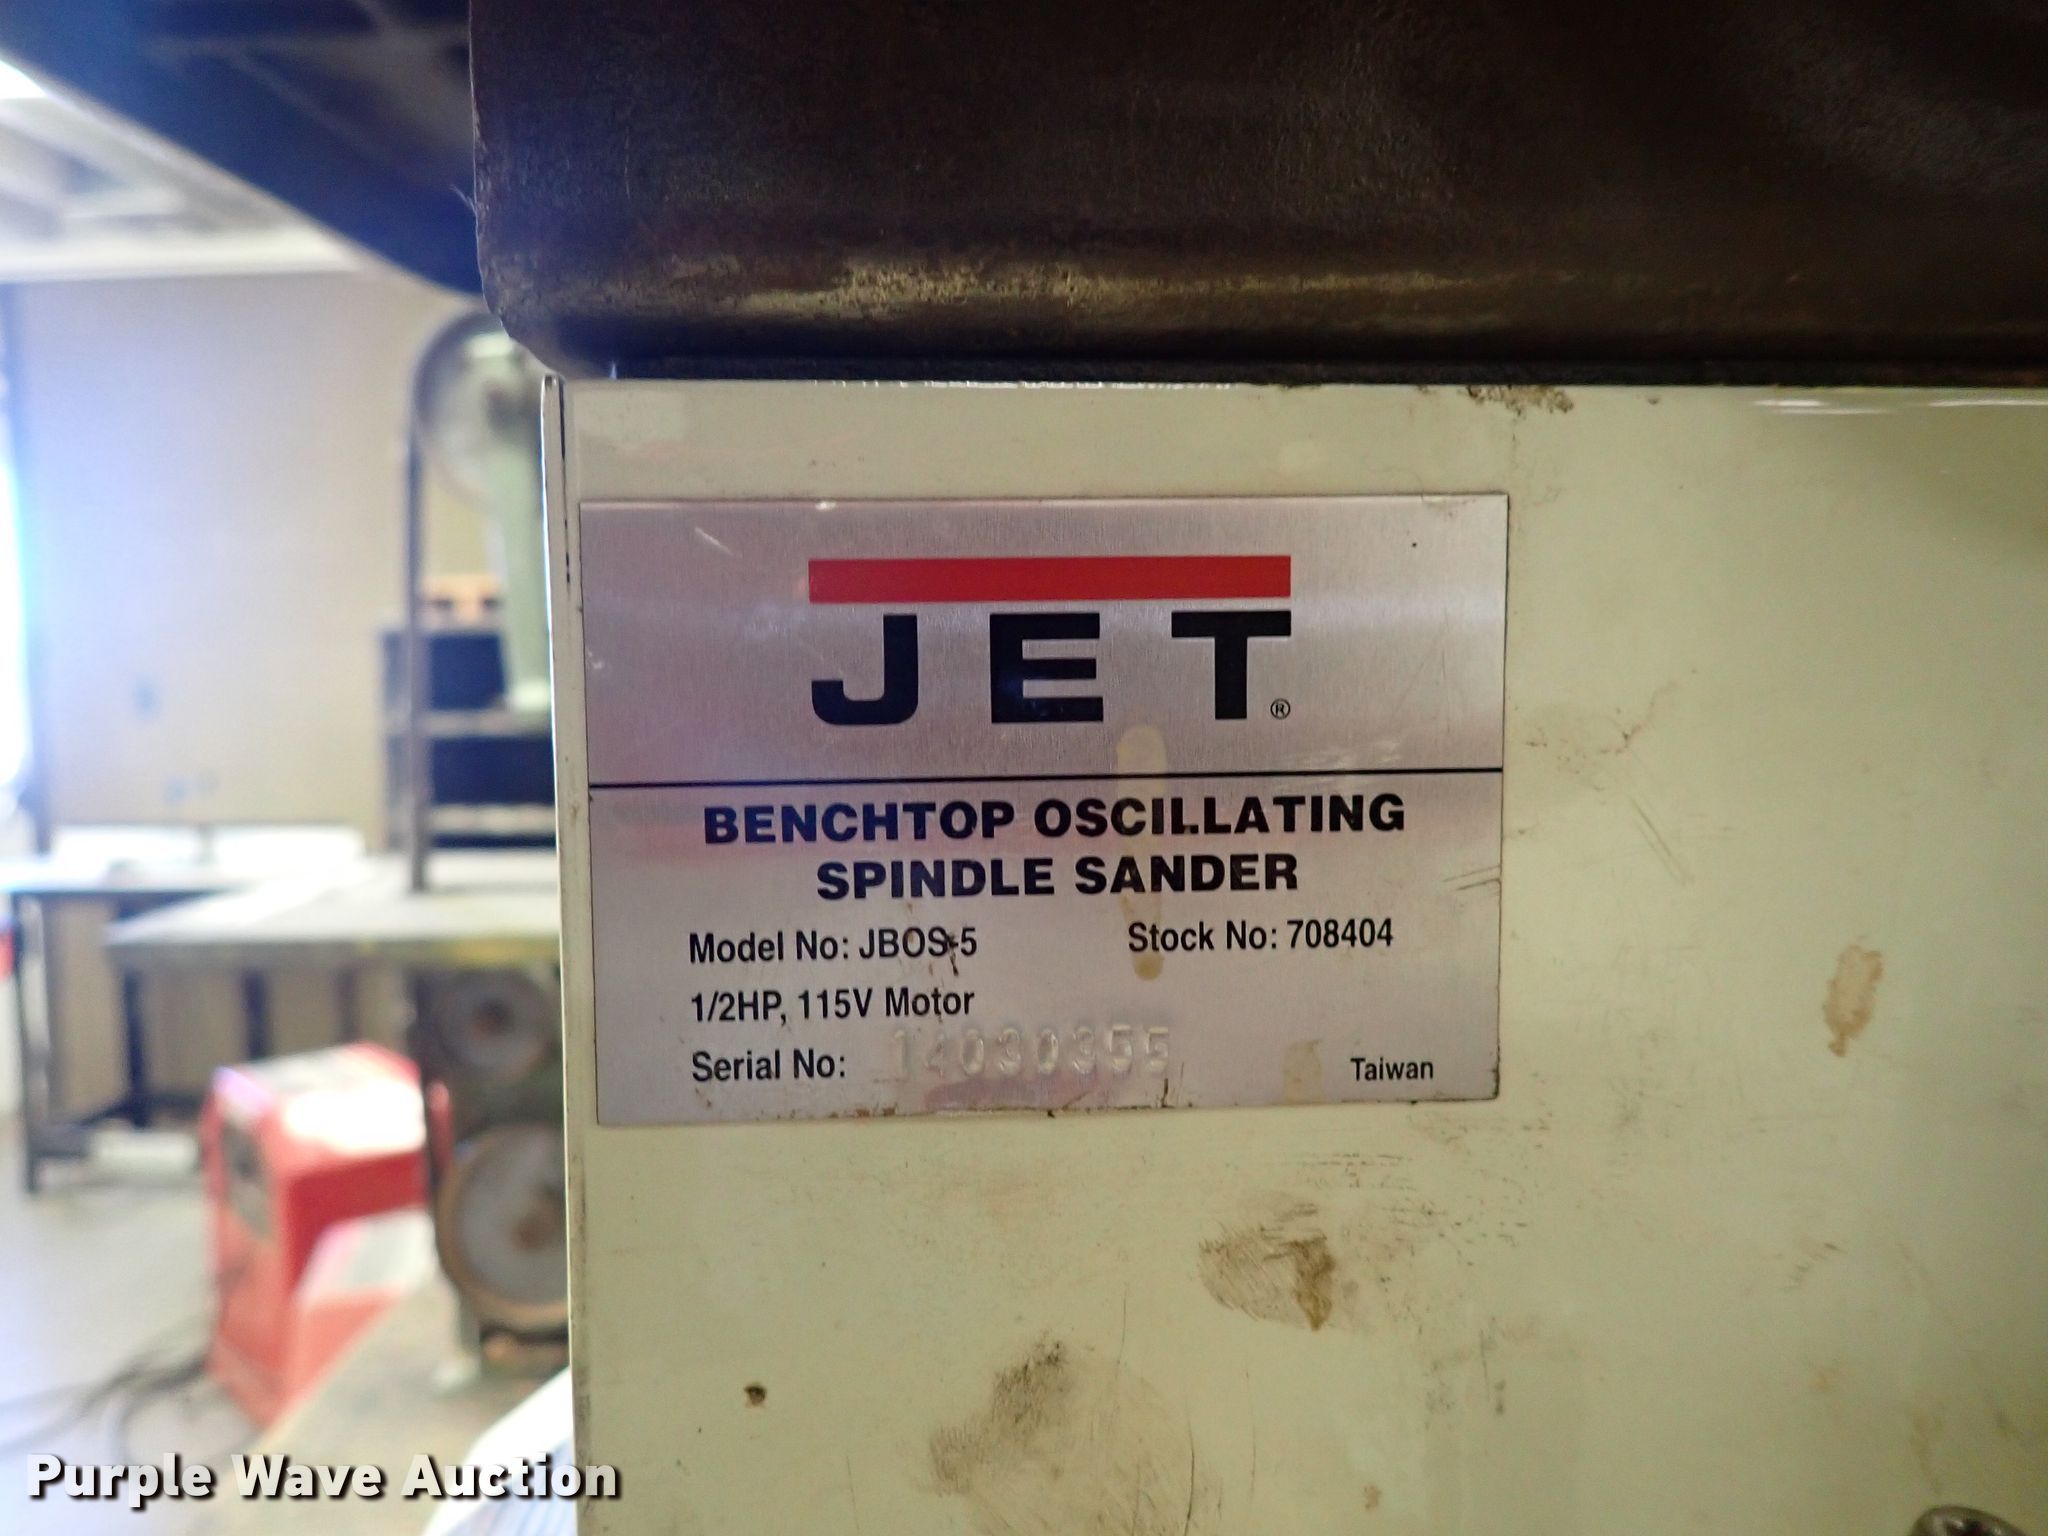 JET®
BENCHTOP OSCILLATING
SPINDLE SANDER
Model No: JBOS-5 Stock No: 708404
1/2HP, 115V Motor
Serial No: 14030355 Taiwan
Purple Wave Auction